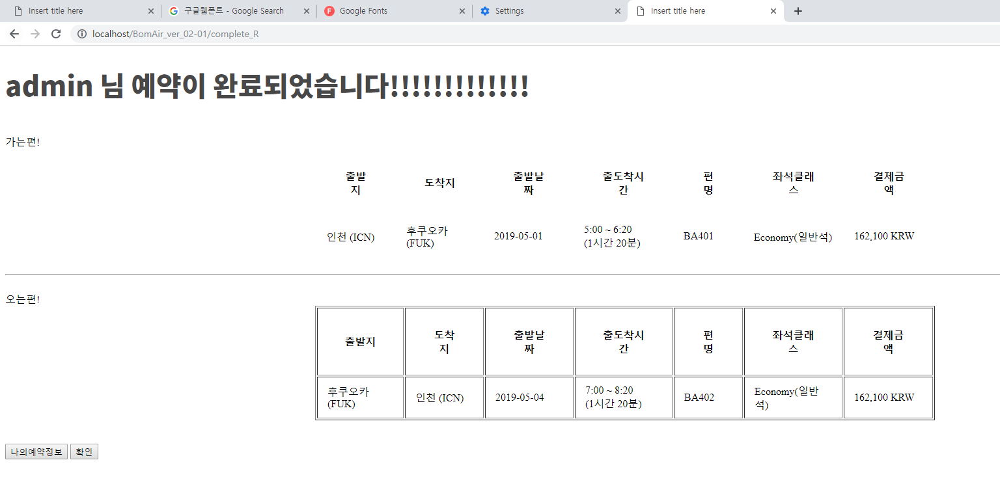 Insert title here
구글웹폰트 - Google Search
Google Fonts
Settings
Insert title here
localhost/BomAir_ver_02-01/complete_R
admin 님 예약이 완료되었습니다!!!!!!!!!!!!!
가는편!
출발
지
도착지
출발날
짜
출도착시
간
편
명
좌석클래
스
결제금
액
인천 (ICN)
후쿠오카
(FUK)
2019-05-01
5:00 ~ 6:20
(1시간 20분)
BA401
Economy(일반석)
162,100 KRW
오는편!
출발지
도착
지
출발날
짜
출도착시
간
편
명
좌석클래
스
결제금
액
후쿠오카
(FUK)
인천 (ICN)
2019-05-04
7:00 ~ 8:20
(1시간 20분)
BA402
Economy(일반
석)
162,100 KRW
나의예약정보
확인